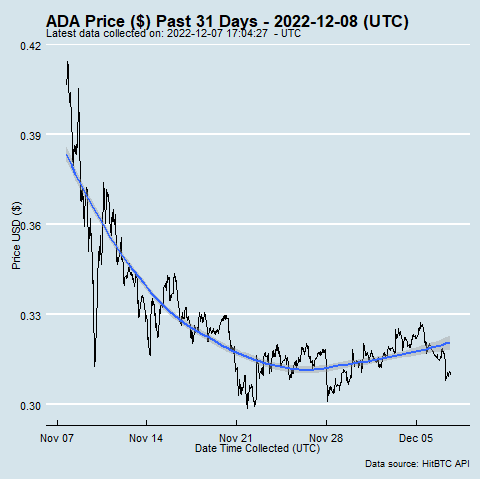 ADA Price ($) Past 31 Days - 2022-12-08 (UTC)
Latest data collected on: 2022-12-07 17:04:27  - UTC
0.42
0.39
0.36
0.33
0.30
Price USD ($)
Nov 07
Nov 14
Nov 21
Nov 28
Dec 05
Date Time Collected (UTC)
Data source: HitBTC API